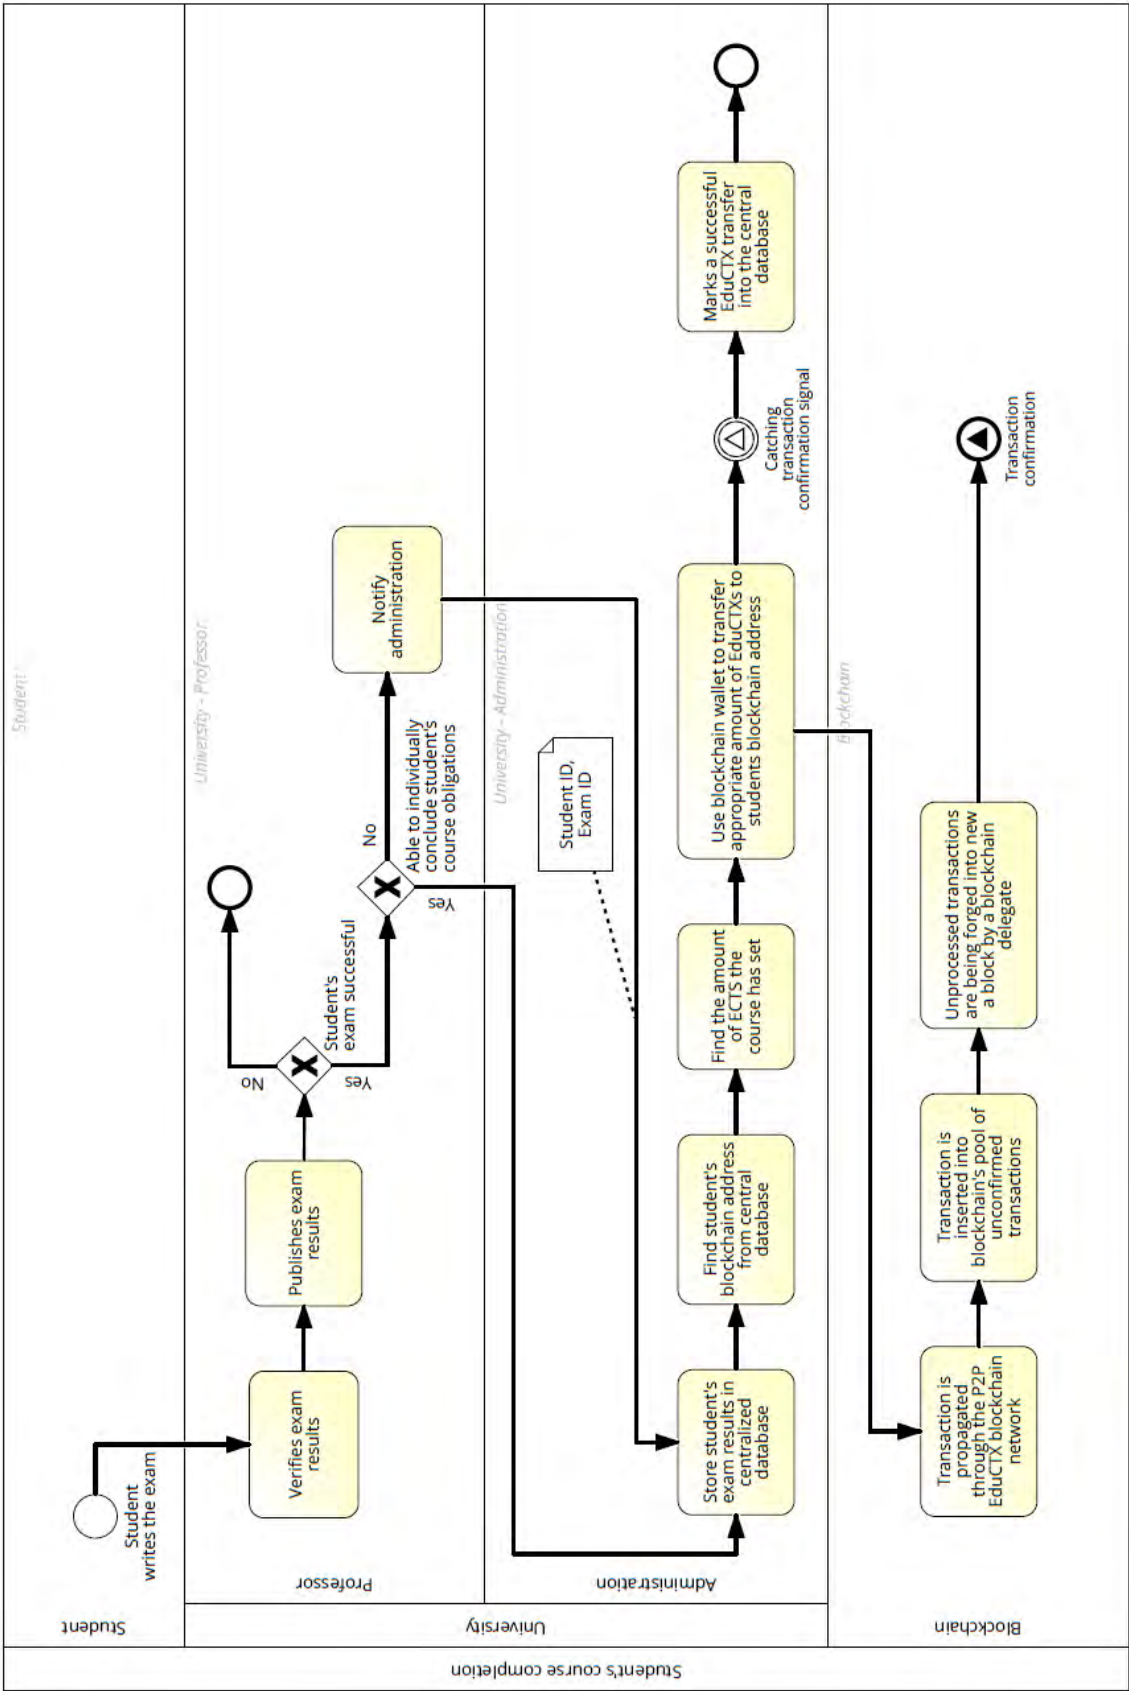 Student's course completion
Student
University
Professor
Administration
Blockchain
Student
Student
writes the exam
University - Professor
Verifies exam
results
Publishes exam
results
Student's
exam successful
No
Yes
Able to individually
conclude student's
course obligations
No
Yes
Notify
administration
University - Administration
Student ID,
Exam ID
Store student's
exam results in
centralized
database
Find student's
blockchain address
from central
database
Find the amount
of ECTS the
course has set
Use blockchain wallet to transfer
appropriate amount of EduCTXs to
students blockchain address
Catching
transaction
confirmation signal
Marks a successful
EduCTX transfer
into the central
database
Blockchain
Transaction is
propagated
through the P2P
EduCTX blockchain
network
Transaction is
inserted into
blockchain's pool of
unconfirmed
transactions
Unprocessed transactions
are being forged into new
a block by a blockchain
delegate
Transaction
confirmation